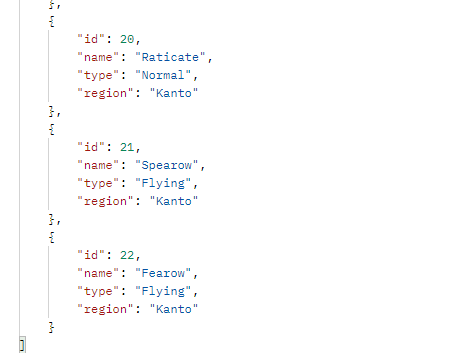 },
{
"id": 20,
"name": "Raticate",
"type": "Normal",
"region": "Kanto"
},
{
"id": 21,
"name": "Spearow",
"type": "Flying",
"region": "Kanto"
},
{
"id": 22,
"name": "Fearow",
"type": "Flying",
"region": "Kanto"
}
]